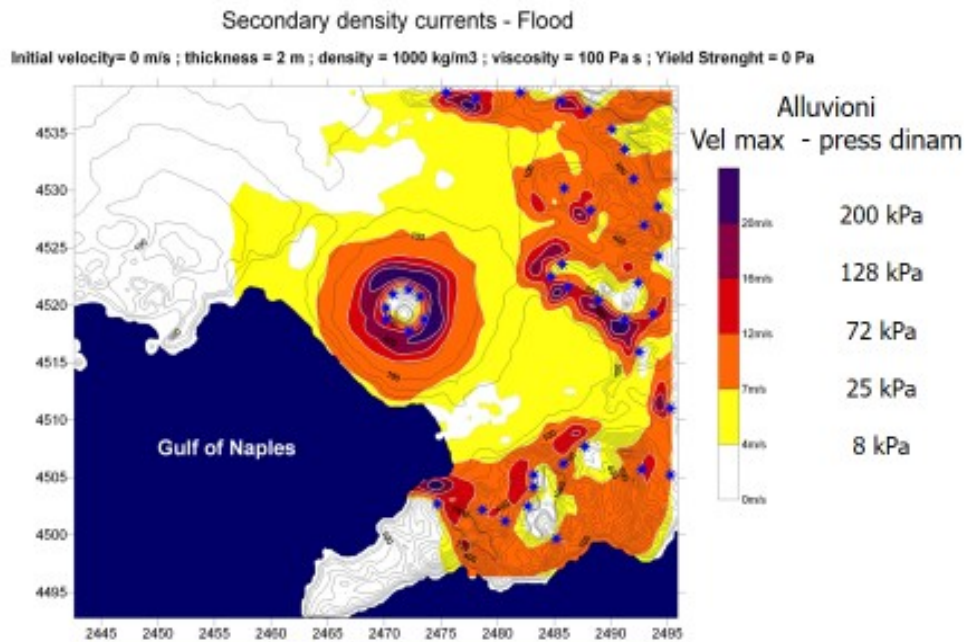 Secondary density currents - Flood
Initial velocity= 0 m/s ; thickness = 2 m ; density = 1000 kg/m3 ; viscosity = 100 Pa s ; Yield Strenght = 0 Pa
Alluvioni
Vel max - press dinam
4535
4530
4525
4520
4515
4510
4505
4500
4495
Gulf of Naples
2445 2450 2455 2460 2465 2470 2475 2480 2485 2490 2495
20m/s
16m/s
12m/s
7m/s
4m/s
0m/s
200 kPa
128 kPa
72 kPa
25 kPa
8 kPa